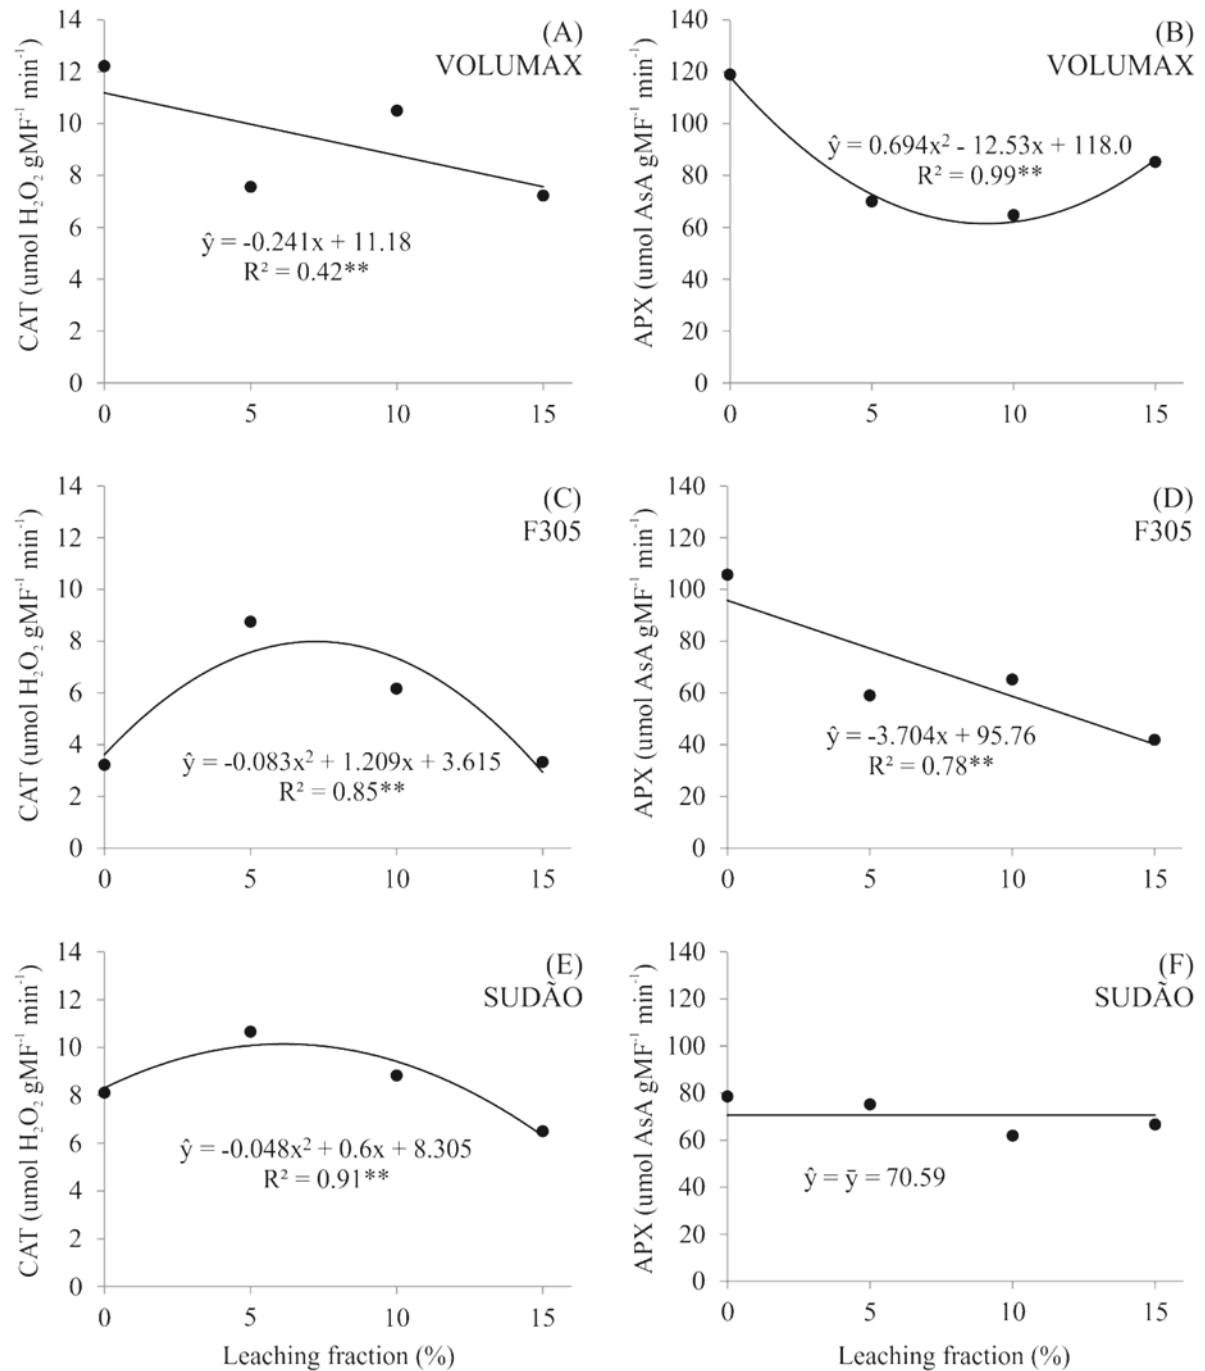 (A)
VOLUMAX
CAT (umol H₂O₂ gMF⁻¹ min⁻¹)
14
12
10
8
6
4
2
0
ŷ = -0.241x + 11.18
R² = 0.42**
0 5 10 15
(B)
VOLUMAX
APX (umol AsA gMF⁻¹ min⁻¹)
140
120
100
80
60
40
20
0
ŷ = 0.694x² - 12.53x + 118.0
R² = 0.99**
0 5 10 15
(C)
F305
CAT (umol H₂O₂ gMF⁻¹ min⁻¹)
14
12
10
8
6
4
2
0
ŷ = -0.083x² + 1.209x + 3.615
R² = 0.85**
0 5 10 15
(D)
F305
APX (umol AsA gMF⁻¹ min⁻¹)
140
120
100
80
60
40
20
0
ŷ = -3.704x + 95.76
R² = 0.78**
0 5 10 15
(E)
SUDÃO
CAT (umol H₂O₂ gMF⁻¹ min⁻¹)
14
12
10
8
6
4
2
0
ŷ = -0.048x² + 0.6x + 8.305
R² = 0.91**
0 5 10 15
Leaching fraction (%)
(F)
SUDÃO
APX (umol AsA gMF⁻¹ min⁻¹)
140
120
100
80
60
40
20
0
ŷ = ȳ = 70.59
0 5 10 15
Leaching fraction (%)